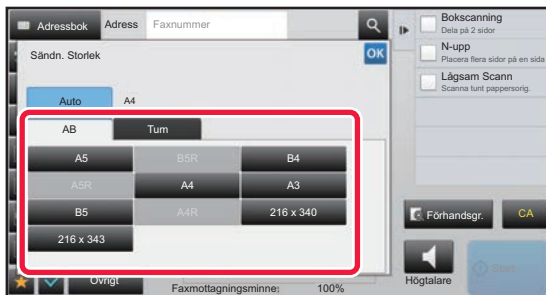 Adressbok Adress Faxnummer
Sändn. Storlek OK
Auto A4
AB Tum
A5 B5R B4
A5R A4 A3
B5 A4R 216 x 340
216 x 343
Övrigt Faxmottagningsminne: 100%
Bokscanning
Dela på 2 sidor
N-upp
Placera flera sidor på en sida
Lågsam Scann
Scanna tunt pappersorig.
Förhandsgr. CA
Högtalare Start